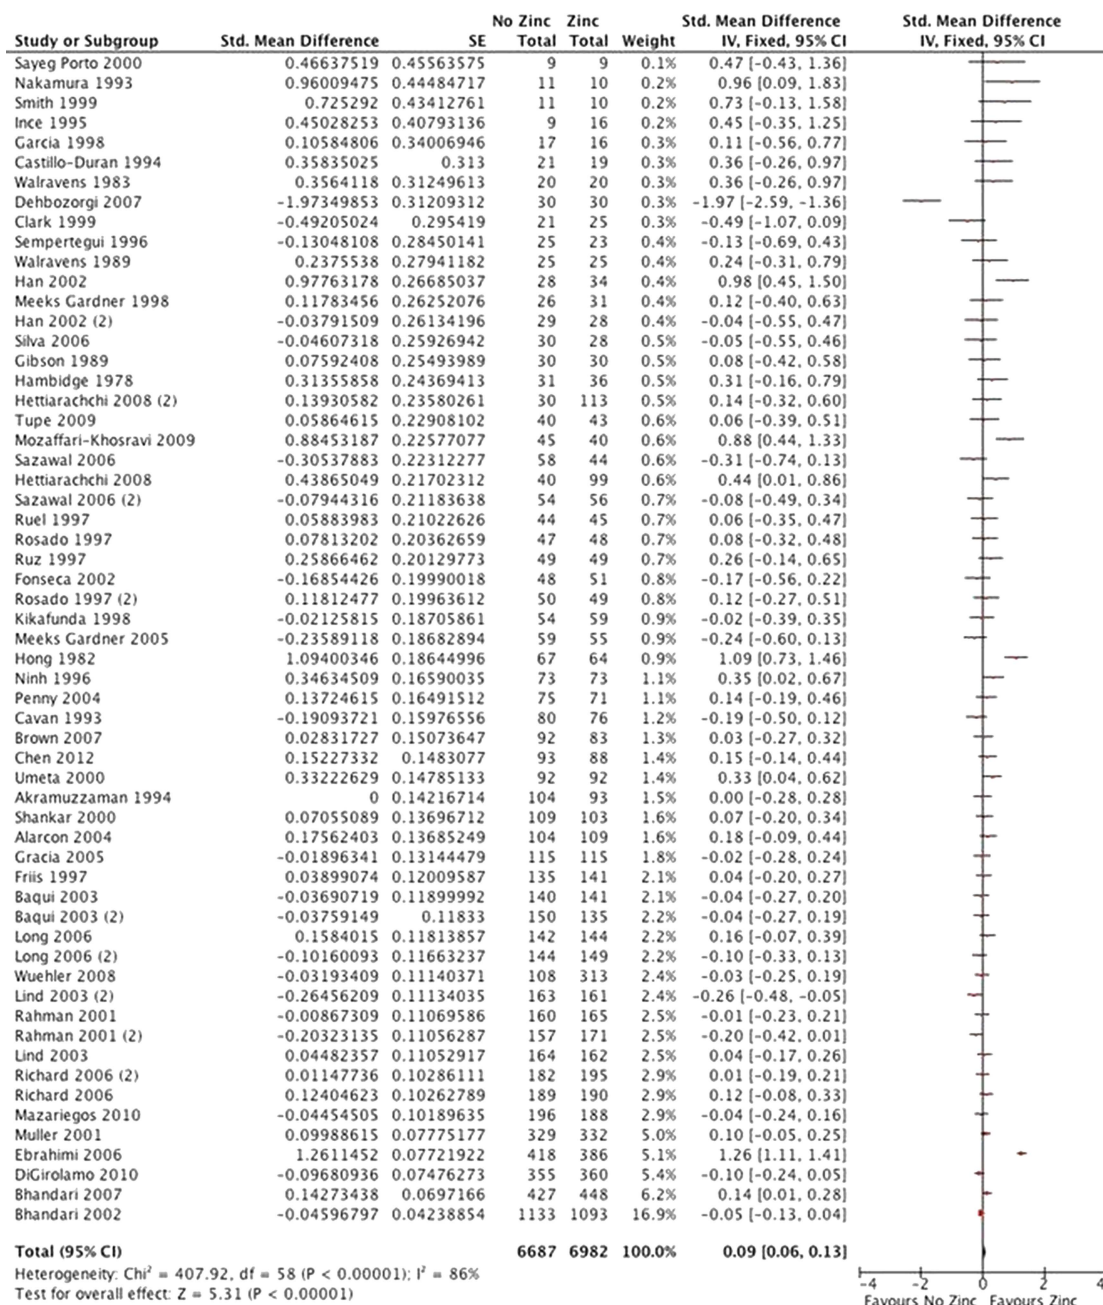 No Zinc Zinc Std. Mean Difference Std. Mean Difference
Study or Subgroup Std. Mean Difference SE Total Total Weight IV, Fixed, 95% CI IV, Fixed, 95% CI
Sayeg Porto 2000 0.46637519 0.45563575 9 9 0.1% 0.47 [-0.43, 1.36]
Nakamura 1993 0.96009475 0.44484717 11 10 0.2% 0.96 [0.09, 1.83]
Smith 1999 0.725292 0.43412761 11 10 0.2% 0.73 [-0.13, 1.58]
Ince 1995 0.45028253 0.40793136 9 16 0.2% 0.45 [-0.35, 1.25]
Garcia 1998 0.10584806 0.34006946 17 16 0.3% 0.11 [-0.56, 0.77]
Castillo-Duran 1994 0.35835025 0.313 21 19 0.3% 0.36 [-0.26, 0.97]
Walravens 1983 0.3564118 0.31249613 20 20 0.3% 0.36 [-0.26, 0.97]
Dehbozorgi 2007 -1.97349853 0.31209312 30 30 0.3% -1.97 [-2.59, -1.36]
Clark 1999 -0.49205024 0.295419 21 25 0.3% -0.49 [-1.07, 0.09]
Sempertegui 1996 -0.13048108 0.28450141 25 23 0.4% -0.13 [-0.69, 0.43]
Walravens 1989 0.2375538 0.27941182 25 25 0.4% 0.24 [-0.31, 0.79]
Han 2002 0.97763178 0.26685037 28 34 0.4% 0.98 [0.45, 1.50]
Meeks Gardner 1998 0.11783456 0.26252076 26 31 0.4% 0.12 [-0.40, 0.63]
Han 2002 (2) -0.03791509 0.26134196 29 28 0.4% -0.04 [-0.55, 0.47]
Silva 2006 -0.04607318 0.25926942 30 28 0.5% -0.05 [-0.55, 0.46]
Gibson 1989 0.07592408 0.25493989 30 30 0.5% 0.08 [-0.42, 0.58]
Hambidge 1978 0.31355858 0.24369413 31 36 0.5% 0.31 [-0.16, 0.79]
Hettiarachchi 2008 (2) 0.13930582 0.23580261 30 113 0.5% 0.14 [-0.32, 0.60]
Tupe 2009 0.05864615 0.22908102 40 43 0.6% 0.06 [-0.39, 0.51]
Mozaffari-Khosravi 2009 0.88453187 0.22577077 45 40 0.6% 0.88 [0.44, 1.33]
Sazawal 2006 -0.30537883 0.22312277 58 44 0.6% -0.31 [-0.74, 0.13]
Hettiarachchi 2008 0.43865049 0.21702312 40 99 0.6% 0.44 [0.01, 0.86]
Sazawal 2006 (2) -0.07944316 0.21183638 54 56 0.7% -0.08 [-0.49, 0.34]
Ruel 1997 0.05883983 0.21022626 44 45 0.7% 0.06 [-0.35, 0.47]
Rosado 1997 0.07813202 0.20362659 47 48 0.7% 0.08 [-0.32, 0.48]
Ruz 1997 0.25866462 0.20129773 49 49 0.7% 0.26 [-0.14, 0.65]
Fonseca 2002 -0.16854426 0.19990018 48 51 0.8% -0.17 [-0.56, 0.22]
Rosado 1997 (2) 0.11812477 0.19963612 50 49 0.8% 0.12 [-0.27, 0.51]
Kikafunda 1998 -0.02125815 0.18705861 54 59 0.9% -0.02 [-0.39, 0.35]
Meeks Gardner 2005 -0.23589118 0.18682894 59 55 0.9% -0.24 [-0.60, 0.13]
Hong 1982 1.09400346 0.18644996 67 64 0.9% 1.09 [0.73, 1.46]
Ninh 1996 0.34634509 0.16590035 73 73 1.1% 0.35 [0.02, 0.67]
Penny 2004 0.13724615 0.16491512 75 71 1.1% 0.14 [-0.19, 0.46]
Cavan 1993 -0.19093721 0.15976556 80 76 1.2% -0.19 [-0.50, 0.12]
Brown 2007 0.02831727 0.15073647 92 83 1.3% 0.03 [-0.27, 0.32]
Chen 2012 0.15227332 0.1483077 93 88 1.4% 0.15 [-0.14, 0.44]
Umeta 2000 0.33222629 0.14785133 92 92 1.4% 0.33 [0.04, 0.62]
Akramuzzaman 1994 0 0.14216714 104 93 1.5% 0.00 [-0.28, 0.28]
Shankar 2000 0.07055089 0.13696712 109 103 1.6% 0.07 [-0.20, 0.34]
Alarcon 2004 0.17562403 0.13685249 104 109 1.6% 0.18 [-0.09, 0.44]
Gracia 2005 -0.01896341 0.13144479 115 115 1.8% -0.02 [-0.28, 0.24]
Friis 1997 0.03899074 0.12009587 135 141 2.1% 0.04 [-0.20, 0.27]
Baqui 2003 -0.03690719 0.11899992 140 141 2.1% -0.04 [-0.27, 0.20]
Baqui 2003 (2) -0.03759149 0.11833 150 135 2.2% -0.04 [-0.27, 0.19]
Long 2006 0.1584015 0.11813857 142 144 2.2% 0.16 [-0.07, 0.39]
Long 2006 (2) -0.10160093 0.11663237 144 149 2.2% -0.10 [-0.33, 0.13]
Wuehler 2008 -0.03193409 0.11140371 108 313 2.4% -0.03 [-0.25, 0.19]
Lind 2003 (2) -0.26456209 0.11134035 163 161 2.4% -0.26 [-0.48, -0.05]
Rahman 2001 -0.00867309 0.11069586 160 165 2.5% -0.01 [-0.23, 0.21]
Rahman 2001 (2) -0.20323135 0.11056287 157 171 2.5% -0.20 [-0.42, 0.01]
Lind 2003 0.04482357 0.11052917 164 162 2.5% 0.04 [-0.17, 0.26]
Richard 2006 (2) 0.01147736 0.10286111 182 195 2.9% 0.01 [-0.19, 0.21]
Richard 2006 0.12404623 0.10262789 189 190 2.9% 0.12 [-0.08, 0.33]
Mazariegos 2010 -0.04454505 0.10189635 196 188 2.9% -0.04 [-0.24, 0.16]
Muller 2001 0.09988615 0.07775177 329 332 5.0% 0.10 [-0.05, 0.25]
Ebrahimi 2006 1.2611452 0.07721922 418 386 5.1% 1.26 [1.11, 1.41]
DiGirolamo 2010 -0.09680936 0.07476273 355 360 5.4% -0.10 [-0.24, 0.05]
Bhandari 2007 0.14273438 0.0697166 427 448 6.2% 0.14 [0.01, 0.28]
Bhandari 2002 -0.04596797 0.04238854 1133 1093 16.9% -0.05 [-0.13, 0.04]
Total (95% CI) 6687 6982 100.0% 0.09 [0.06, 0.13]
Heterogeneity: Chi² = 407.92, df = 58 (P < 0.00001); I² = 86%
Test for overall effect: Z = 5.31 (P < 0.00001)
-4 -2 0 2 4
Favours No Zinc Favours Zinc